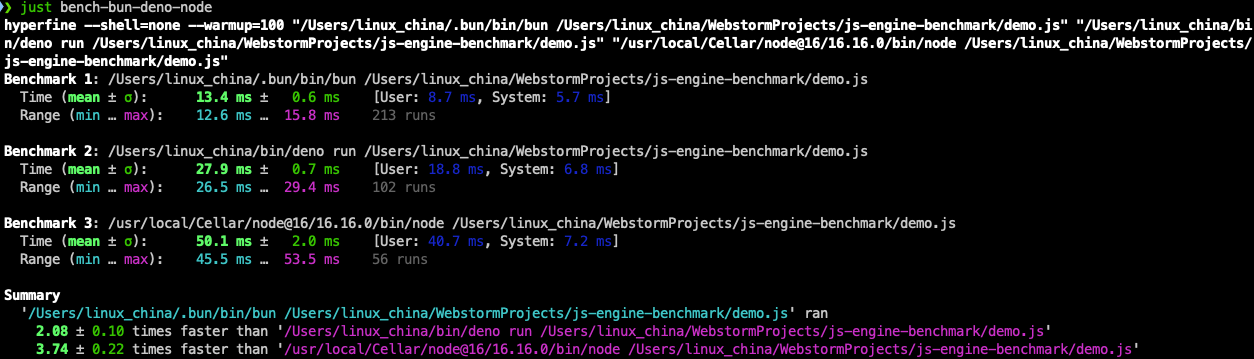 ❯ just bench-bun-deno-node
hyperfine --shell=none --warmup=100 "/Users/linux_china/.bun/bin/bun /Users/linux_china/WebstormProjects/js-engine-benchmark/demo.js" "/Users/linux_china/bi
n/deno run /Users/linux_china/WebstormProjects/js-engine-benchmark/demo.js" "/usr/local/Cellar/node@16/16.16.0/bin/node /Users/linux_china/WebstormProjects/
js-engine-benchmark/demo.js"
Benchmark 1: /Users/linux_china/.bun/bin/bun /Users/linux_china/WebstormProjects/js-engine-benchmark/demo.js
  Time (mean ± σ):      13.4 ms ±   0.6 ms    [User: 8.7 ms, System: 5.7 ms]
  Range (min … max):    12.6 ms …  15.8 ms    213 runs

Benchmark 2: /Users/linux_china/bin/deno run /Users/linux_china/WebstormProjects/js-engine-benchmark/demo.js
  Time (mean ± σ):      27.9 ms ±   0.7 ms    [User: 18.8 ms, System: 6.8 ms]
  Range (min … max):    26.5 ms …  29.4 ms    102 runs

Benchmark 3: /usr/local/Cellar/node@16/16.16.0/bin/node /Users/linux_china/WebstormProjects/js-engine-benchmark/demo.js
  Time (mean ± σ):      50.1 ms ±   2.0 ms    [User: 40.7 ms, System: 7.2 ms]
  Range (min … max):    45.5 ms …  53.5 ms    56 runs

Summary
  '/Users/linux_china/.bun/bin/bun /Users/linux_china/WebstormProjects/js-engine-benchmark/demo.js' ran
    2.08 ± 0.10 times faster than '/Users/linux_china/bin/deno run /Users/linux_china/WebstormProjects/js-engine-benchmark/demo.js'
    3.74 ± 0.22 times faster than '/usr/local/Cellar/node@16/16.16.0/bin/node /Users/linux_china/WebstormProjects/js-engine-benchmark/demo.js'